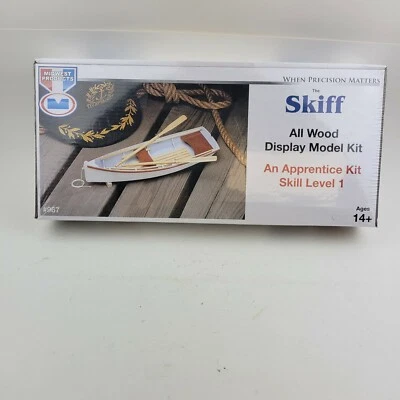 MIDWEST
PRODUCTS
WHEN PRECISION MATTERS
The
Skiff
All Wood
Display Model Kit
An Apprentice Kit
Skill Level 1
Ages
14+
#967